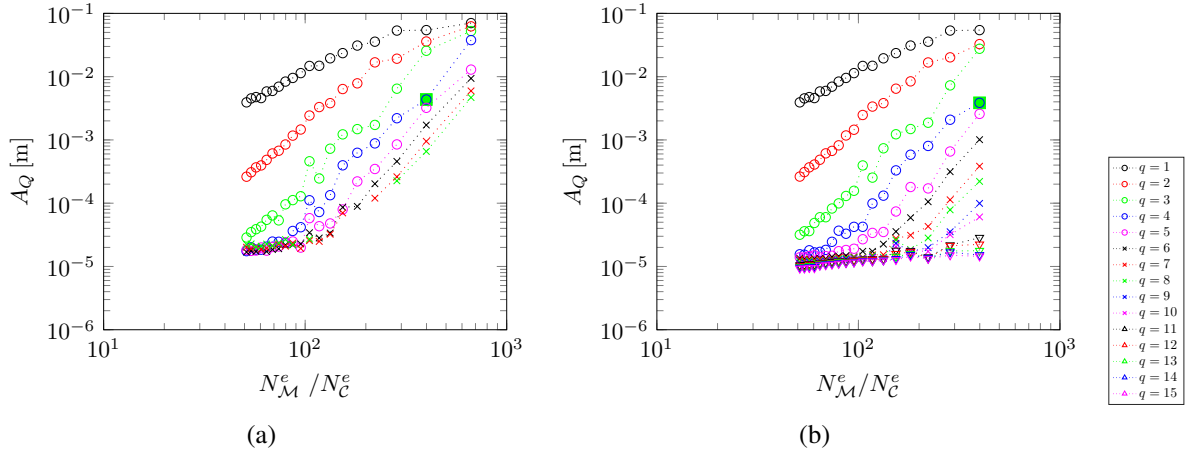 10^{-1}
10^{-2}
10^{-3}
10^{-4}
10^{-5}
10^{-6}
A_Q [m]
10^1
10^2
10^3
N^e_ℳ / N^e_𝒞
(a)
10^{-1}
10^{-2}
10^{-3}
10^{-4}
10^{-5}
10^{-6}
A_Q [m]
10^1
10^2
10^3
N^e_ℳ / N^e_𝒞
(b)
q = 1
q = 2
q = 3
q = 4
q = 5
q = 6
q = 7
q = 8
q = 9
q = 10
q = 11
q = 12
q = 13
q = 14
q = 15